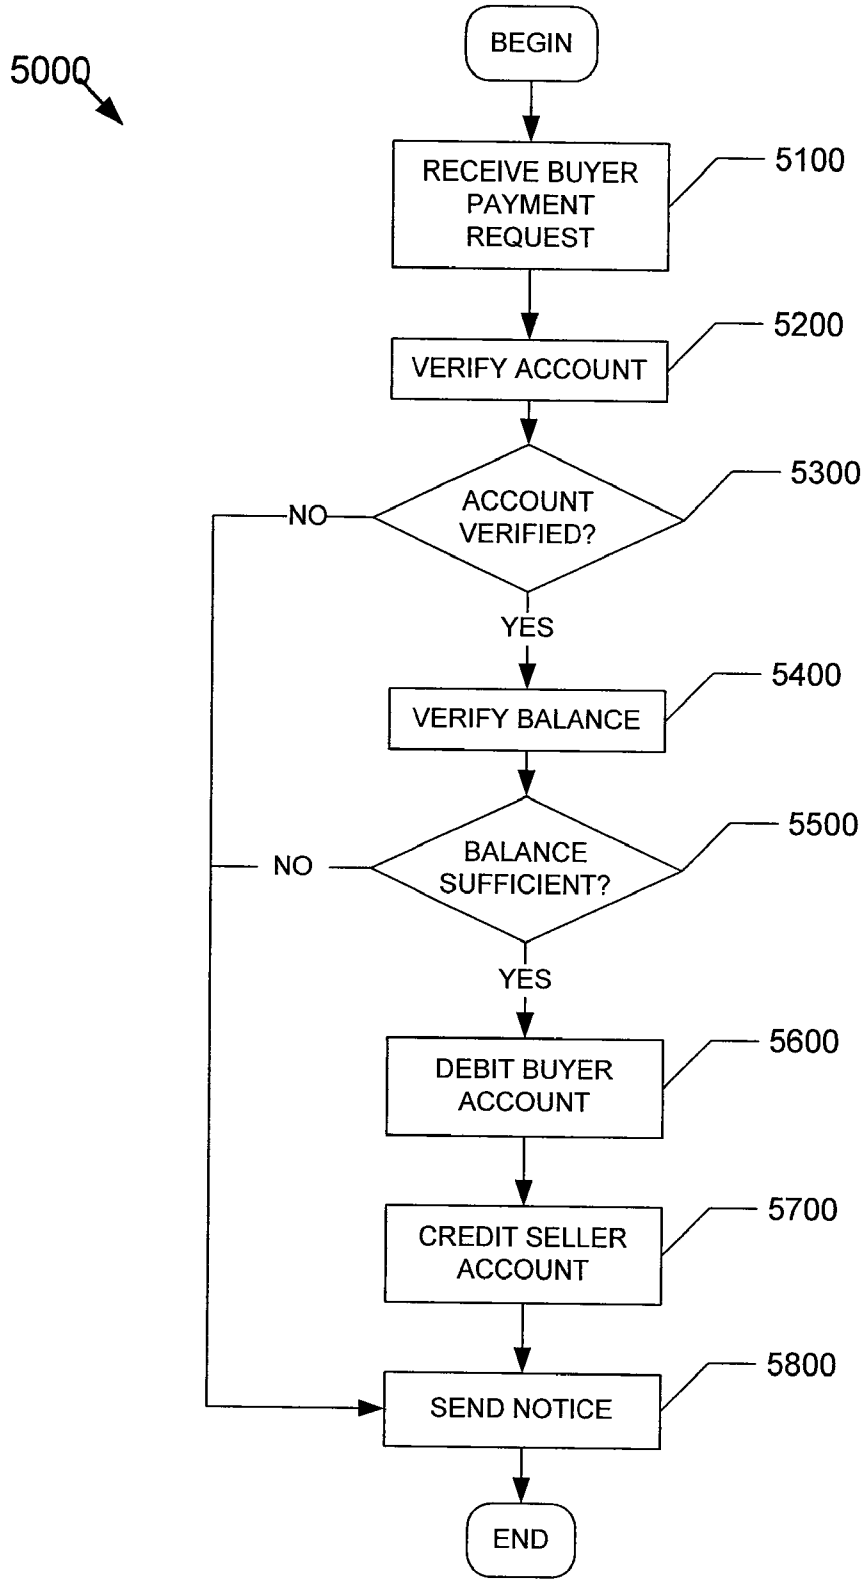 BEGIN
5000
RECEIVE BUYER
PAYMENT
REQUEST
5100
5200
VERIFY ACCOUNT
5300
ACCOUNT
VERIFIED?
NO
YES
5400
VERIFY BALANCE
5500
BALANCE
SUFFICIENT?
NO
YES
5600
DEBIT BUYER
ACCOUNT
5700
CREDIT SELLER
ACCOUNT
5800
SEND NOTICE
END